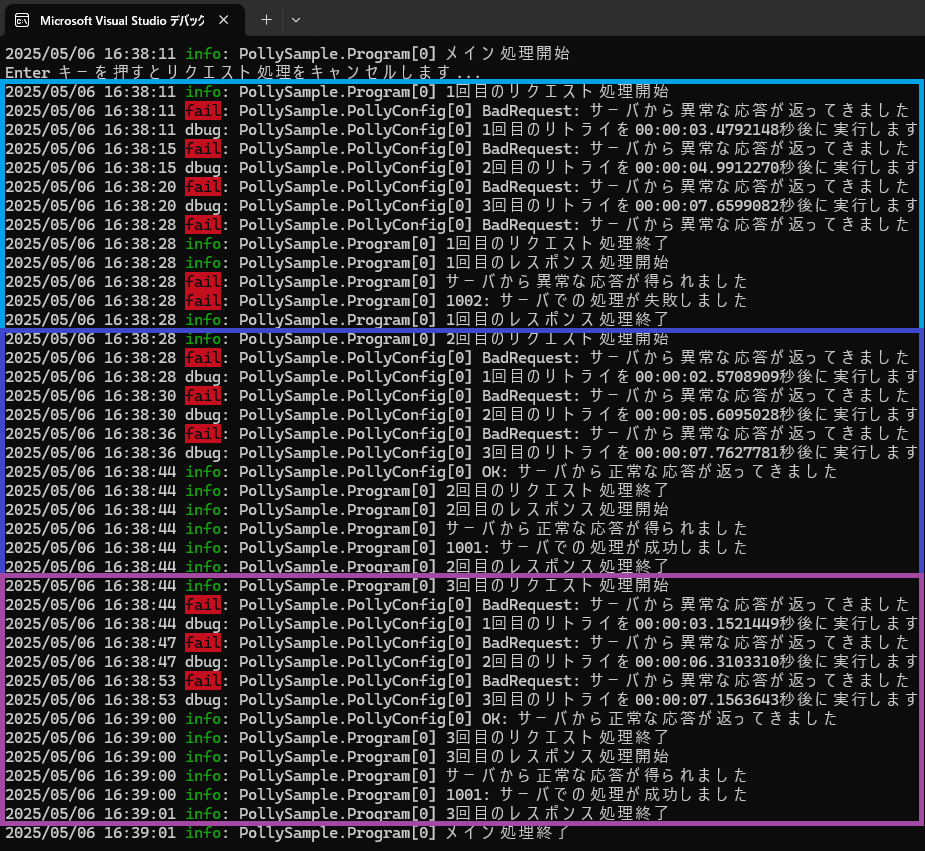 Microsoft Visual Studio デバック
2025/05/06 16:38:11 info: PollySample.Program[0] メイン処理開始
Enter キーを押すとリクエスト処理をキャンセルします...
2025/05/06 16:38:11 info: PollySample.Program[0] 1回目のリクエスト処理開始
2025/05/06 16:38:11 fail: PollySample.PollyConfig[0] BadRequest: サーバから異常な応答が返ってきました
2025/05/06 16:38:11 dbug: PollySample.PollyConfig[0] 1回目のリトライを00:00:03.4792148秒後に実行します
2025/05/06 16:38:15 fail: PollySample.PollyConfig[0] BadRequest: サーバから異常な応答が返ってきました
2025/05/06 16:38:15 dbug: PollySample.PollyConfig[0] 2回目のリトライを00:00:04.9912270秒後に実行します
2025/05/06 16:38:20 fail: PollySample.PollyConfig[0] BadRequest: サーバから異常な応答が返ってきました
2025/05/06 16:38:20 dbug: PollySample.PollyConfig[0] 3回目のリトライを00:00:07.6599082秒後に実行します
2025/05/06 16:38:28 fail: PollySample.PollyConfig[0] BadRequest: サーバから異常な応答が返ってきました
2025/05/06 16:38:28 info: PollySample.Program[0] 1回目のリクエスト処理終了
2025/05/06 16:38:28 info: PollySample.Program[0] 1回目のレスポンス処理開始
2025/05/06 16:38:28 fail: PollySample.Program[0] サーバから異常な応答が得られました
2025/05/06 16:38:28 fail: PollySample.Program[0] 1002: サーバでの処理が失敗しました
2025/05/06 16:38:28 info: PollySample.Program[0] 1回目のレスポンス処理終了
2025/05/06 16:38:28 info: PollySample.Program[0] 2回目のリクエスト処理開始
2025/05/06 16:38:28 fail: PollySample.PollyConfig[0] BadRequest: サーバから異常な応答が返ってきました
2025/05/06 16:38:28 dbug: PollySample.PollyConfig[0] 1回目のリトライを00:00:02.5708909秒後に実行します
2025/05/06 16:38:30 fail: PollySample.PollyConfig[0] BadRequest: サーバから異常な応答が返ってきました
2025/05/06 16:38:30 dbug: PollySample.PollyConfig[0] 2回目のリトライを00:00:05.6095028秒後に実行します
2025/05/06 16:38:36 fail: PollySample.PollyConfig[0] BadRequest: サーバから異常な応答が返ってきました
2025/05/06 16:38:36 dbug: PollySample.PollyConfig[0] 3回目のリトライを00:00:07.7627781秒後に実行します
2025/05/06 16:38:44 info: PollySample.PollyConfig[0] OK: サーバから正常な応答が返ってきました
2025/05/06 16:38:44 info: PollySample.Program[0] 2回目のリクエスト処理終了
2025/05/06 16:38:44 info: PollySample.Program[0] 2回目のレスポンス処理開始
2025/05/06 16:38:44 info: PollySample.Program[0] サーバから正常な応答が得られました
2025/05/06 16:38:44 info: PollySample.Program[0] 1001: サーバでの処理が成功しました
2025/05/06 16:38:44 info: PollySample.Program[0] 2回目のレスポンス処理終了
2025/05/06 16:38:44 info: PollySample.Program[0] 3回目のリクエスト処理開始
2025/05/06 16:38:44 fail: PollySample.PollyConfig[0] BadRequest: サーバから異常な応答が返ってきました
2025/05/06 16:38:44 dbug: PollySample.PollyConfig[0] 1回目のリトライを00:00:03.1521449秒後に実行します
2025/05/06 16:38:47 fail: PollySample.PollyConfig[0] BadRequest: サーバから異常な応答が返ってきました
2025/05/06 16:38:47 dbug: PollySample.PollyConfig[0] 2回目のリトライを00:00:06.3103310秒後に実行します
2025/05/06 16:38:53 fail: PollySample.PollyConfig[0] BadRequest: サーバから異常な応答が返ってきました
2025/05/06 16:38:53 dbug: PollySample.PollyConfig[0] 3回目のリトライを00:00:07.1563643秒後に実行します
2025/05/06 16:39:00 info: PollySample.PollyConfig[0] OK: サーバから正常な応答が返ってきました
2025/05/06 16:39:00 info: PollySample.Program[0] 3回目のリクエスト処理終了
2025/05/06 16:39:00 info: PollySample.Program[0] 3回目のレスポンス処理開始
2025/05/06 16:39:00 info: PollySample.Program[0] サーバから正常な応答が得られました
2025/05/06 16:39:00 info: PollySample.Program[0] 1001: サーバでの処理が成功しました
2025/05/06 16:39:01 info: PollySample.Program[0] 3回目のレスポンス処理終了
2025/05/06 16:39:01 info: PollySample.Program[0] メイン処理終了